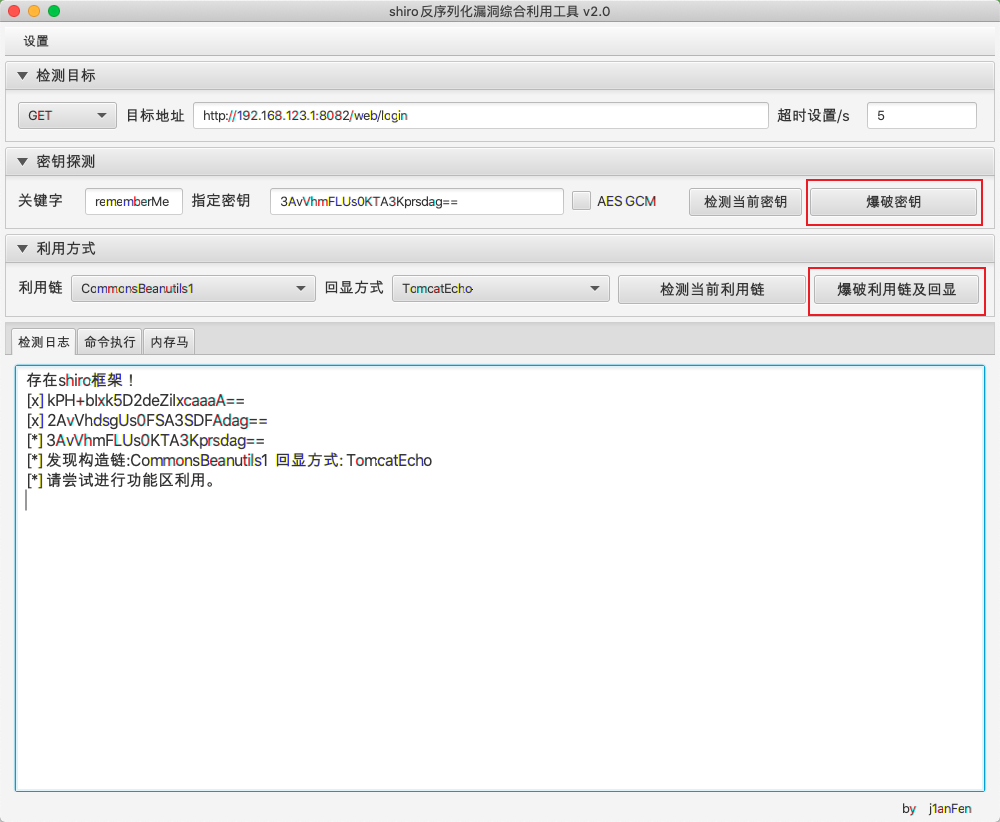 shiro反序列化漏洞综合利用工具 v2.0
设置
检测目标
GET 目标地址 http://192.168.123.1:8082/web/login 超时设置/s 5
密钥探测
关键字 rememberMe 指定密钥 3AvVhmFLUs0KTA3Kprsdag== AES GCM 检测当前密钥 爆破密钥
利用方式
利用链 CommonsBeanutils1 回显方式 TomcatEcho 检测当前利用链 爆破利用链及回显
检测日志 命令执行 内存马
存在shiro框架！
[x] kPH+bIxk5D2deZiIxcaaaA==
[x] 2AvVhdsgUs0FSA3SDFAdag==
[*] 3AvVhmFLUs0KTA3Kprsdag==
[*] 发现构造链:CommonsBeanutils1 回显方式: TomcatEcho
[*] 请尝试进行功能区利用。
by j1anFen